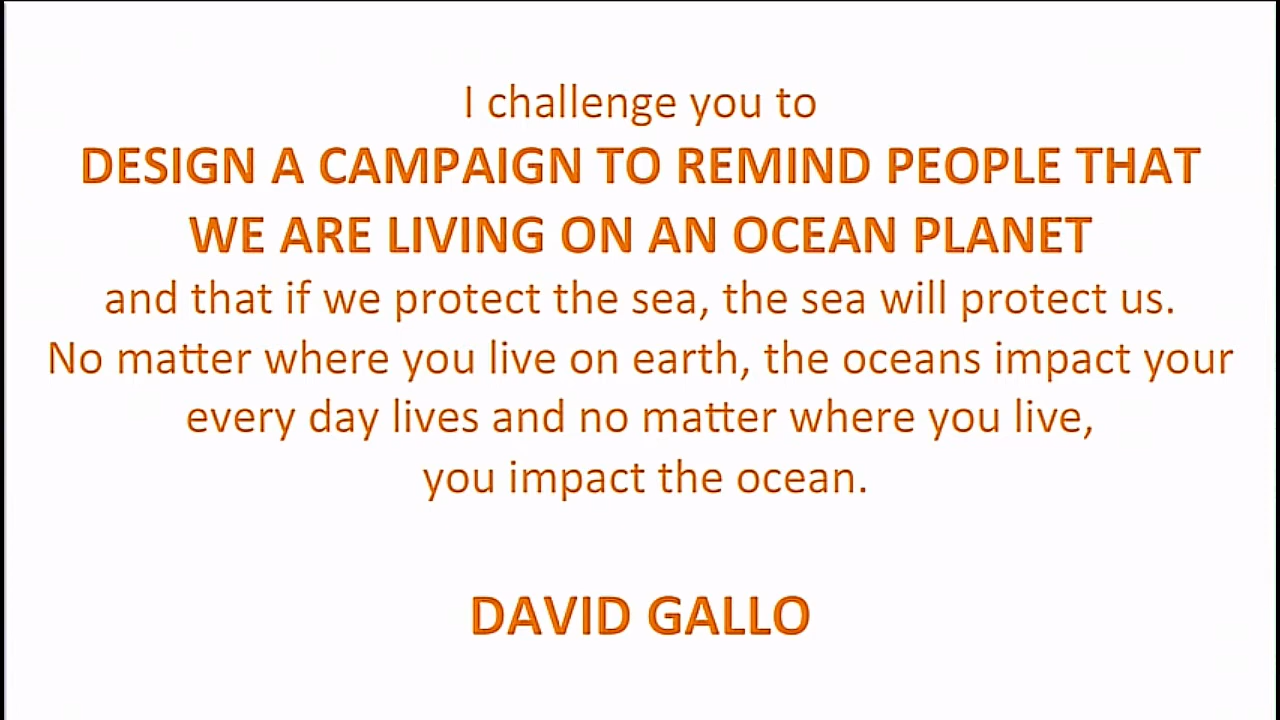 I challenge you to
DESIGN A CAMPAIGN TO REMIND PEOPLE THAT
WE ARE LIVING ON AN OCEAN PLANET
and that if we protect the sea, the sea will protect us.
No matter where you live on earth, the oceans impact your
every day lives and no matter where you live,
you impact the ocean.
DAVID GALLO